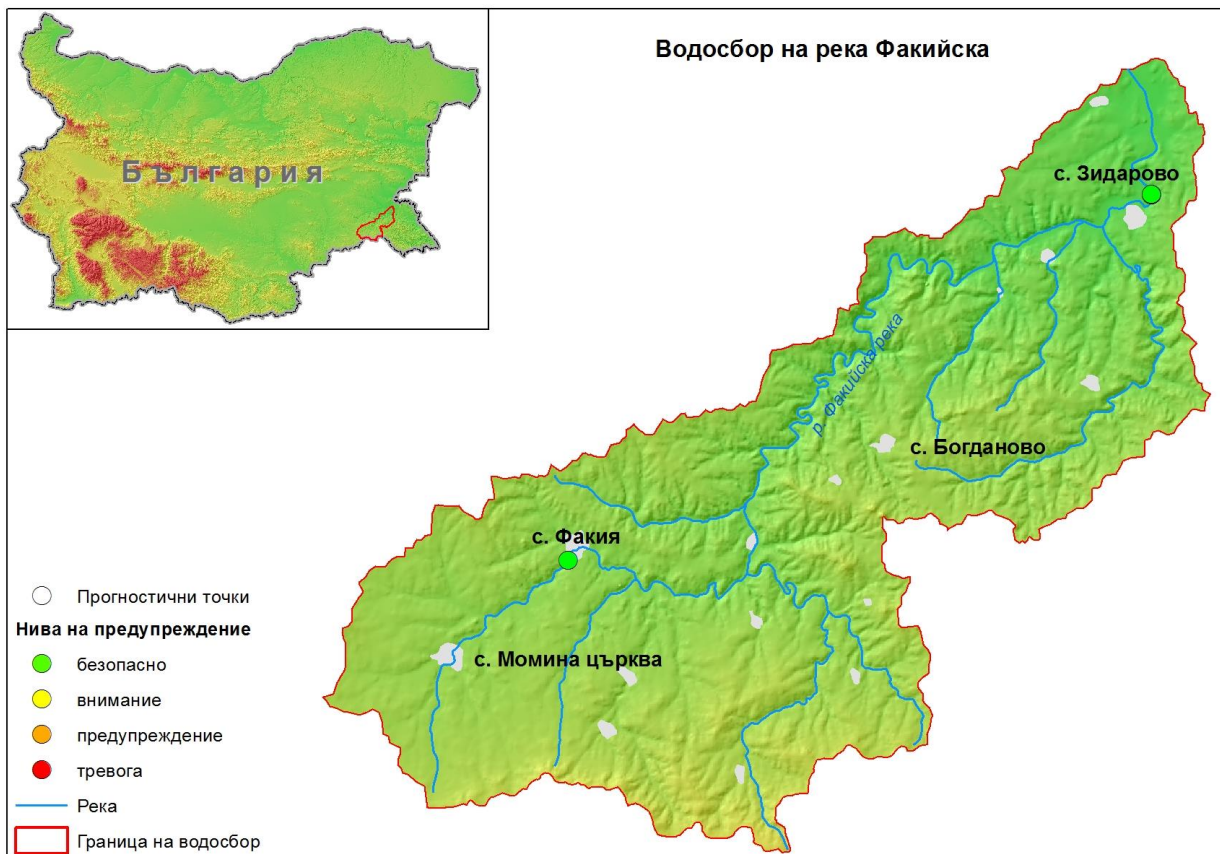 Водосбор на река Факийска
България
с. Зидарово
р. Факийска река
с. Богданово
с. Факия
с. Момина църква
Прогностични точки
Нива на предупреждение
безопасно
внимание
предупреждение
тревога
Река
Граница на водосбор